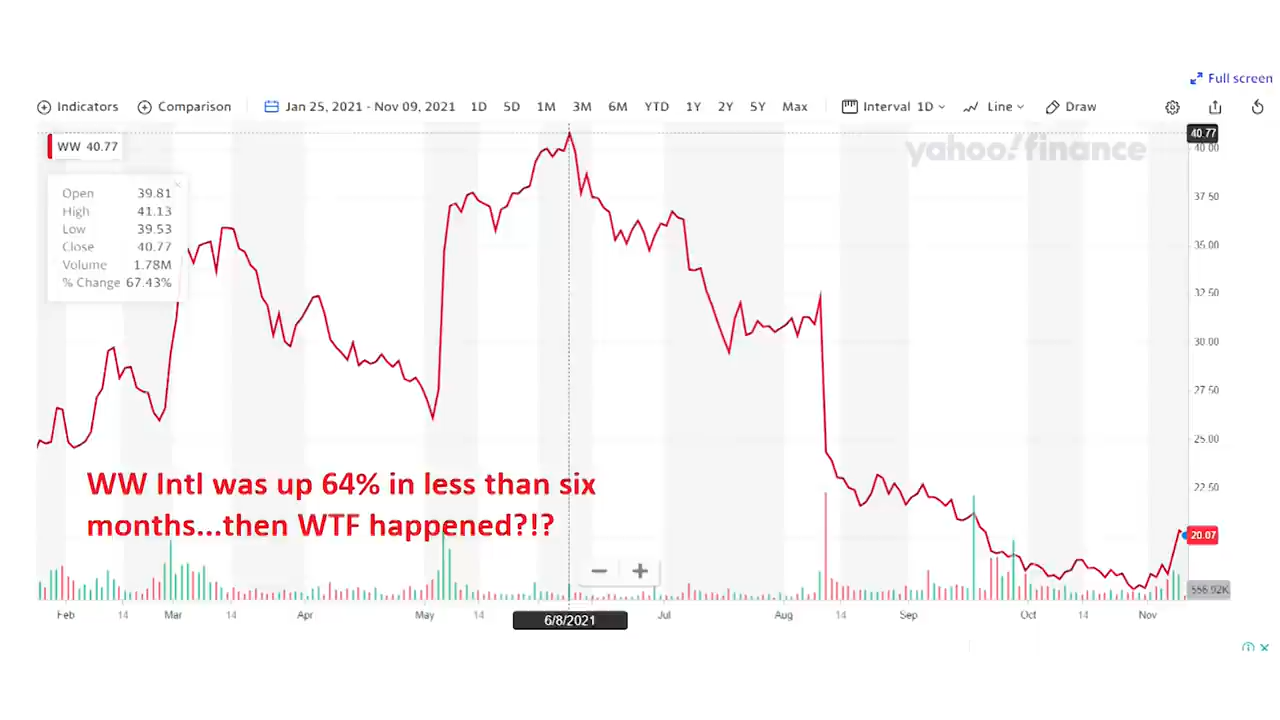 Full screen
Indicators Comparison Jan 25, 2021 - Nov 09, 2021 1D 5D 1M 3M 6M YTD 1Y 2Y 5Y Max Interval 1D Line Draw
WW 40.77
yahoo!finance
40.77
40.00
Open 39.81
High 41.13
Low 39.53
Close 40.77
Volume 1.78M
% Change 67.43%
37.50
35.00
32.50
30.00
27.50
25.00
22.50
20.07
556.92K
WW Intl was up 64% in less than six
months...then WTF happened?!?
Feb 14 Mar 14 Apr May 14 6/8/2021 Jul Aug 14 Sep Oct 14 Nov